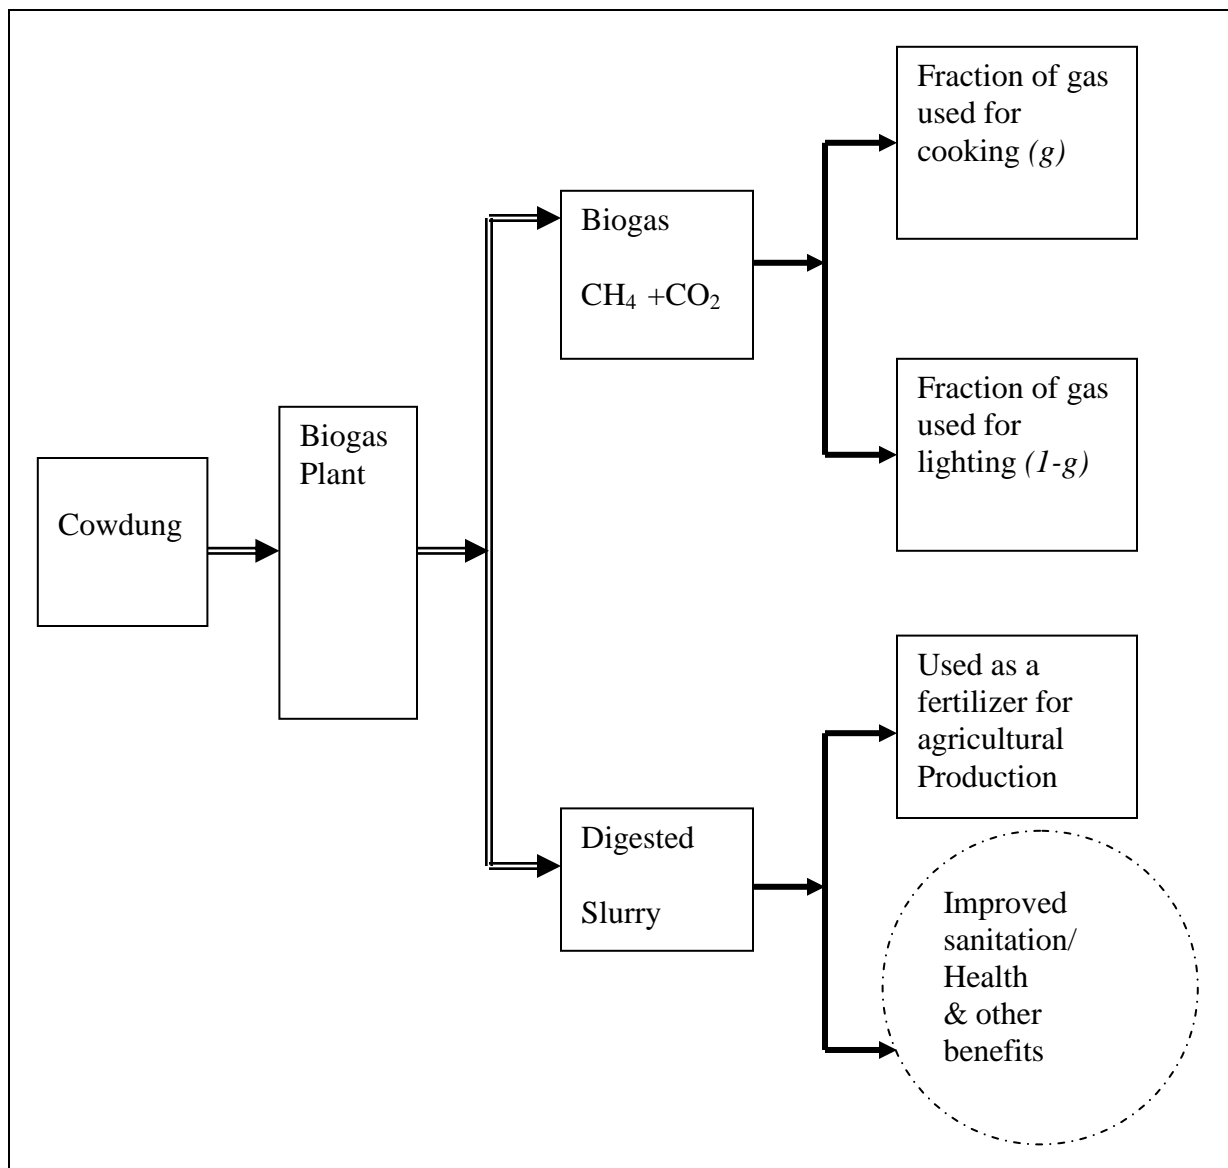 Fraction of gas
used for
cooking (g)
Biogas
CH₄ +CO₂
Fraction of gas
used for
lighting (1-g)
Biogas
Plant
Cowdung
Used as a
fertilizer for
agricultural
Production
Digested
Slurry
Improved
sanitation/
Health
& other
benefits